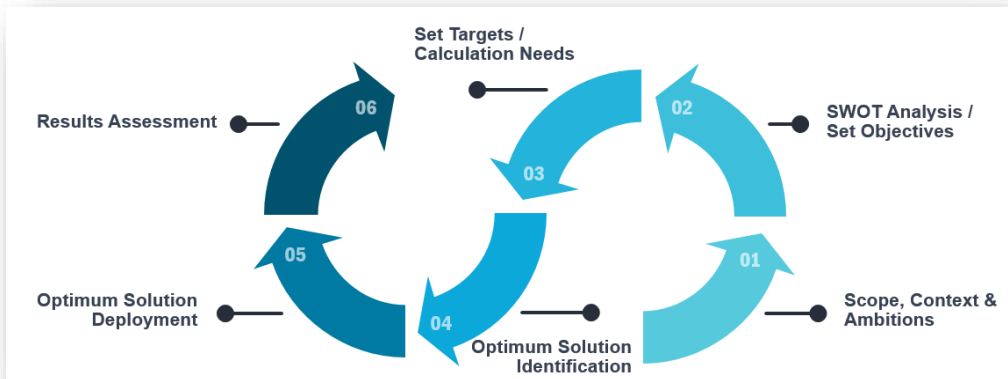 Set Targets /
Calculation Needs
06
02
Results Assessment
SWOT Analysis /
Set Objectives
03
05
01
Optimum Solution
Deployment
04
Optimum Solution
Identification
Scope, Context &
Ambitions